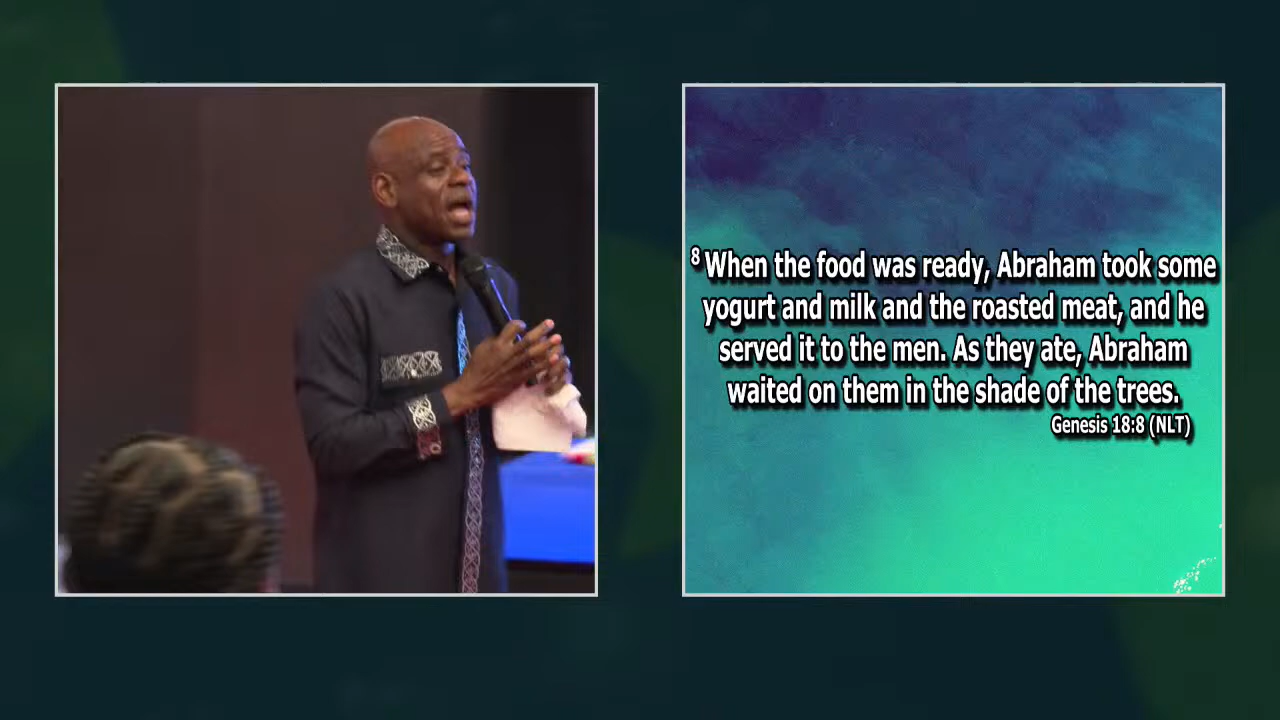 8 When the food was ready, Abraham took some
yogurt and milk and the roasted meat, and he
served it to the men. As they ate, Abraham
waited on them in the shade of the trees.
Genesis 18:8 (NLT)